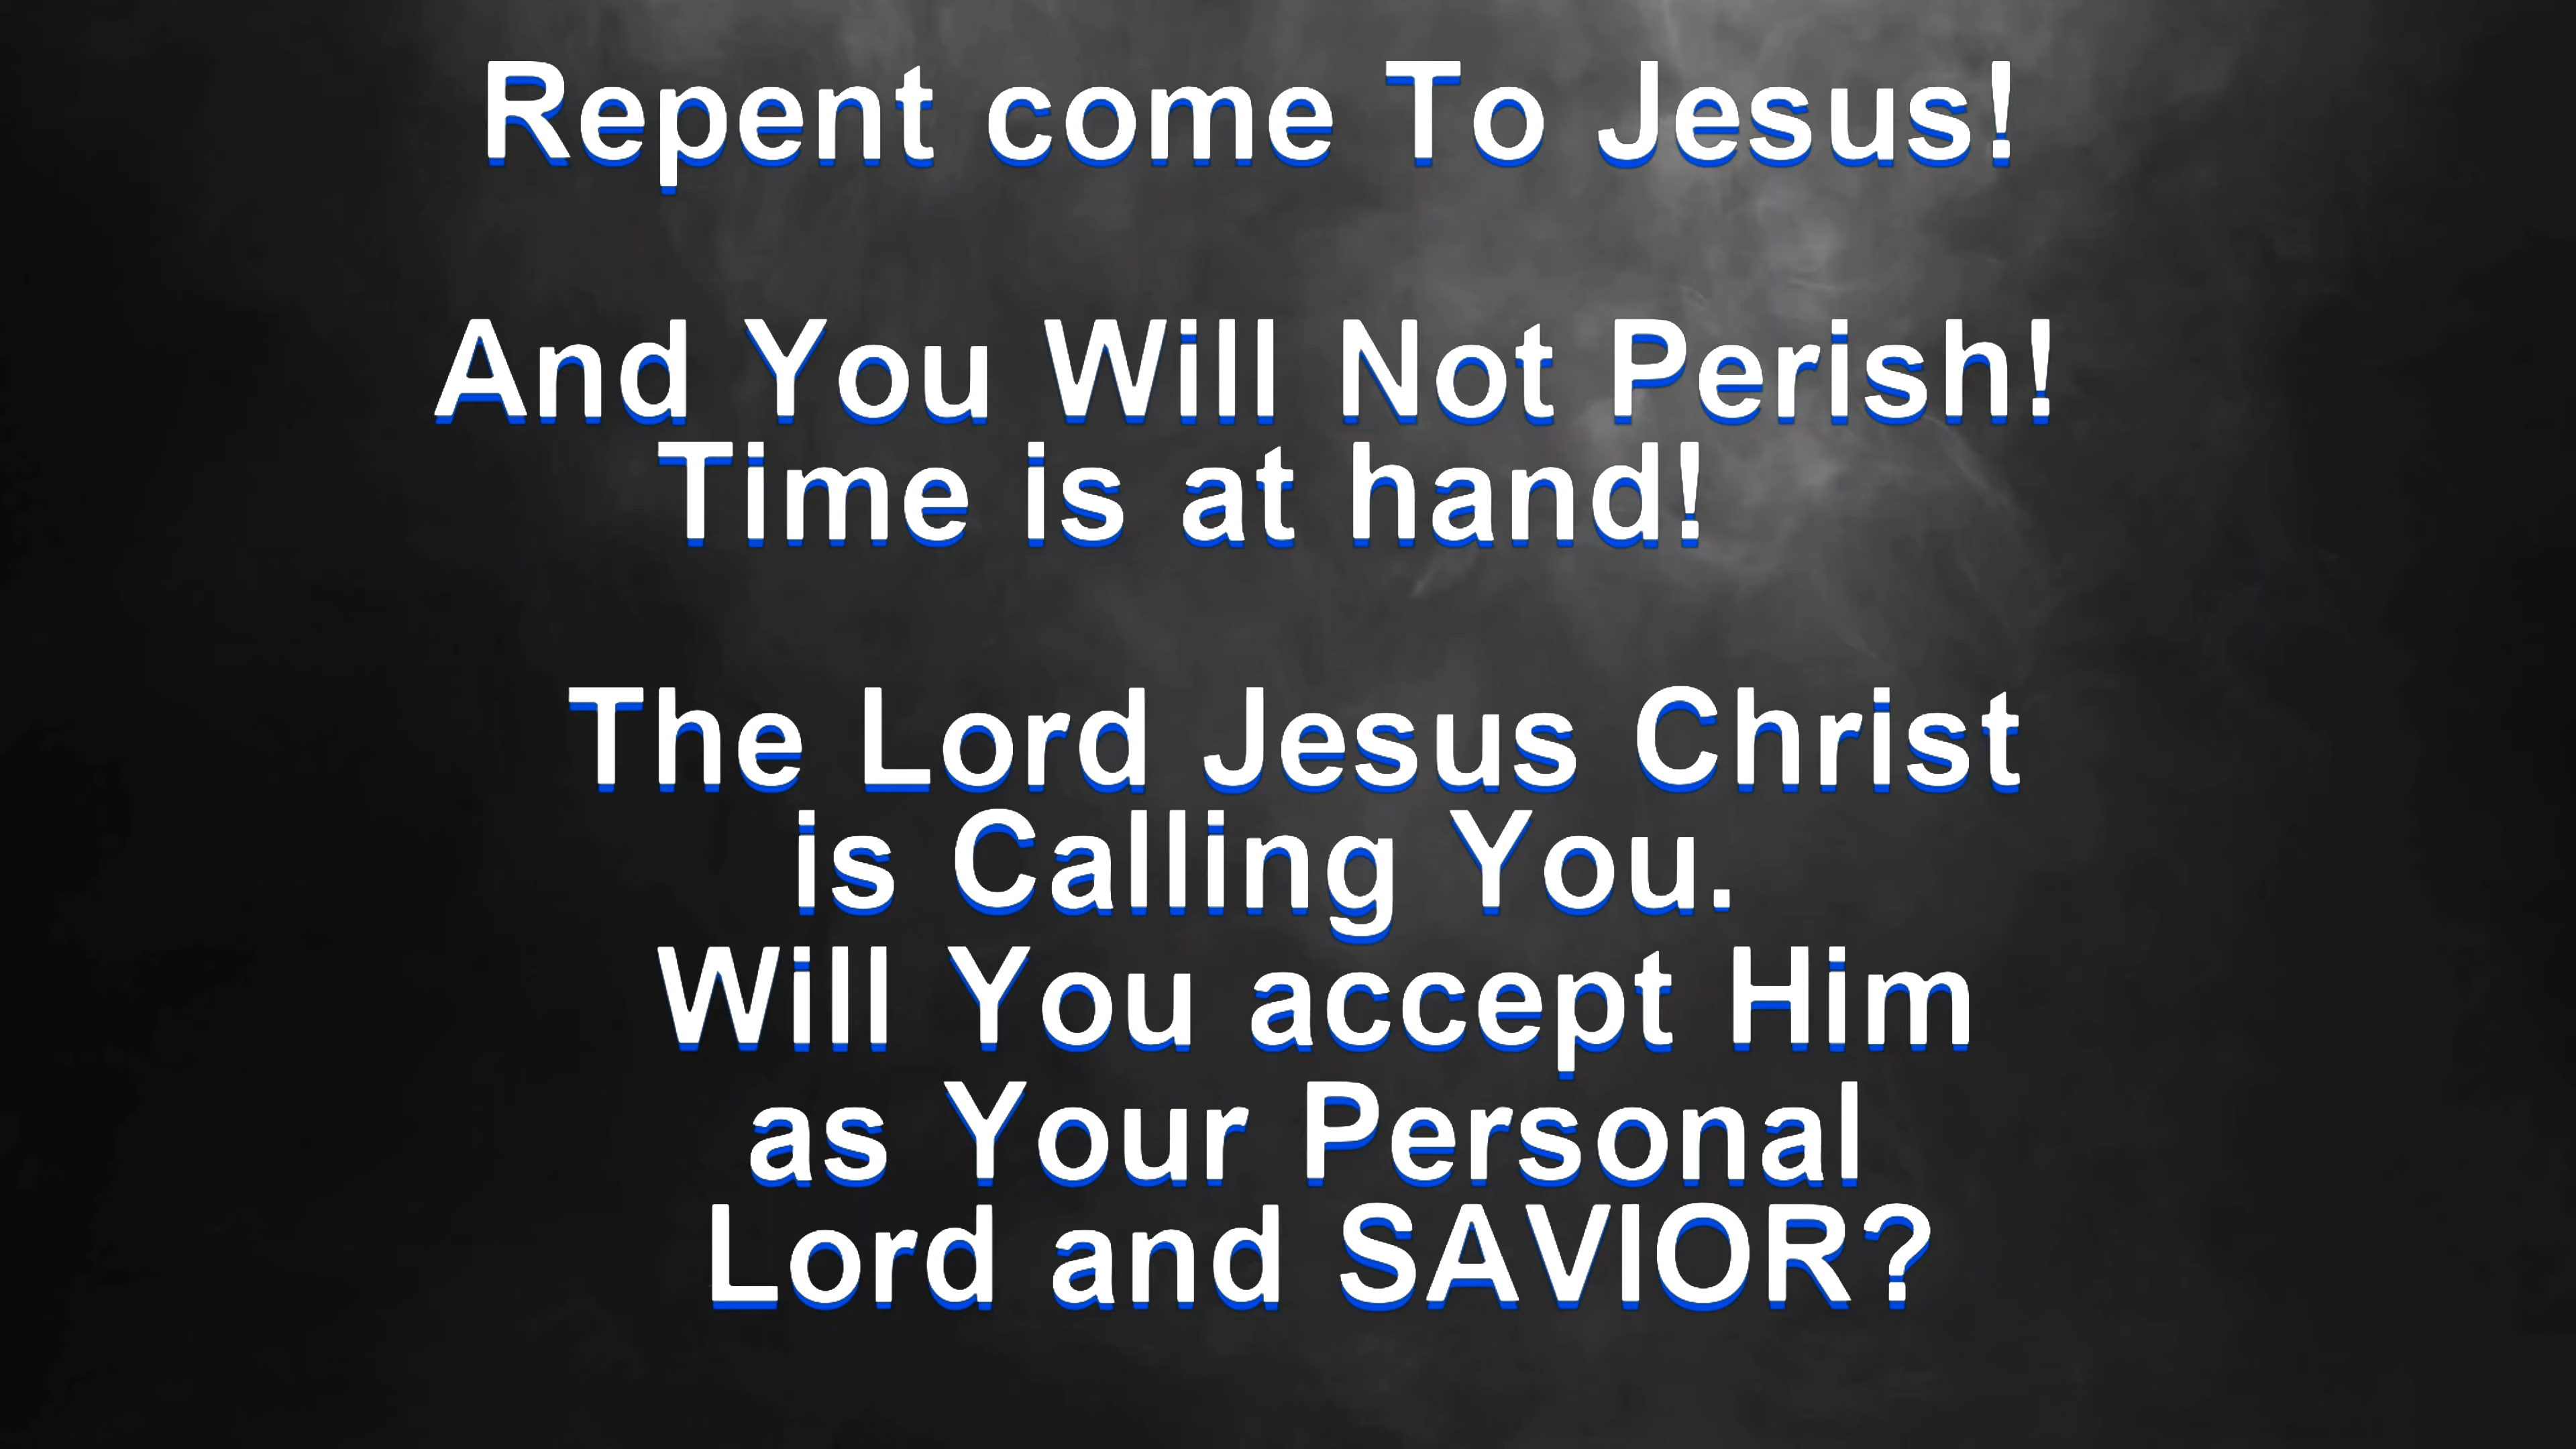 Repent come To Jesus!
And You Will Not Perish!
Time is at hand!
The Lord Jesus Christ
is Calling You.
Will You accept Him
as Your Personal
Lord and SAVIOR?